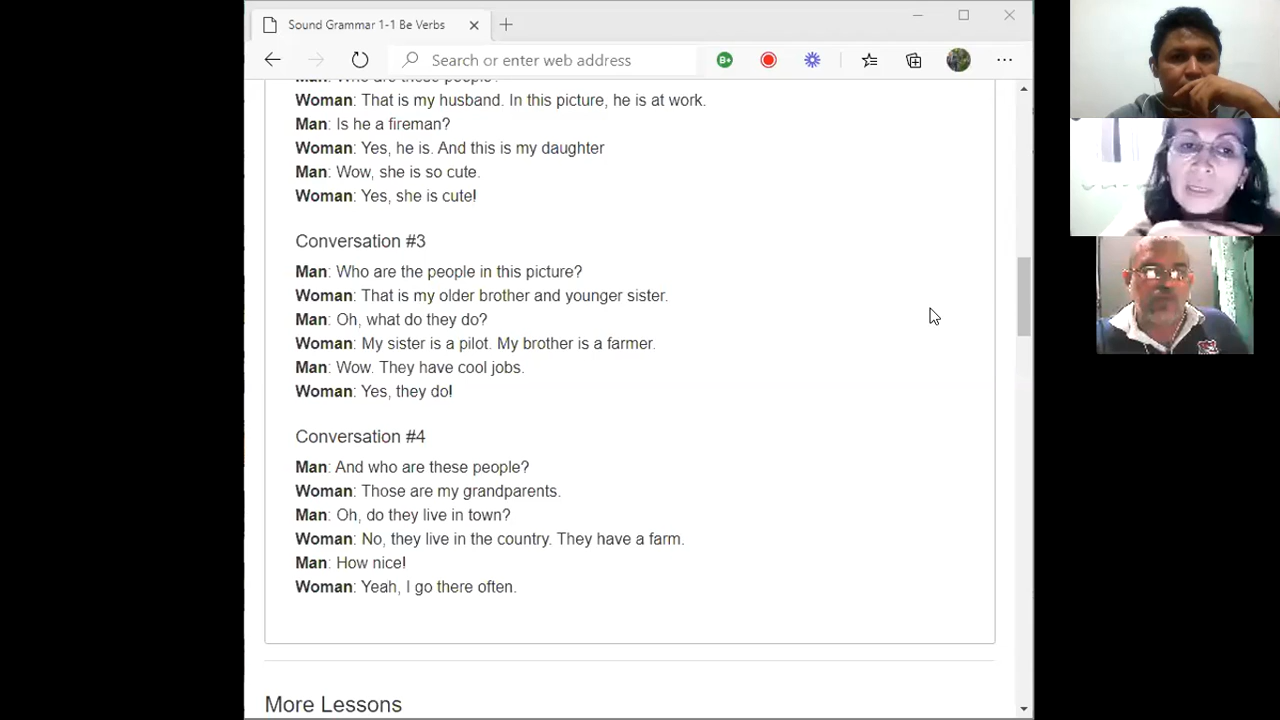 Sound Grammar 1-1 Be Verbs
Search or enter web address
B+
Man: Who are these people?
Woman: That is my husband. In this picture, he is at work.
Man: Is he a fireman?
Woman: Yes, he is. And this is my daughter
Man: Wow, she is so cute.
Woman: Yes, she is cute!
Conversation #3
Man: Who are the people in this picture?
Woman: That is my older brother and younger sister.
Man: Oh, what do they do?
Woman: My sister is a pilot. My brother is a farmer.
Man: Wow. They have cool jobs.
Woman: Yes, they do!
Conversation #4
Man: And who are these people?
Woman: Those are my grandparents.
Man: Oh, do they live in town?
Woman: No, they live in the country. They have a farm.
Man: How nice!
Woman: Yeah, I go there often.
More Lessons